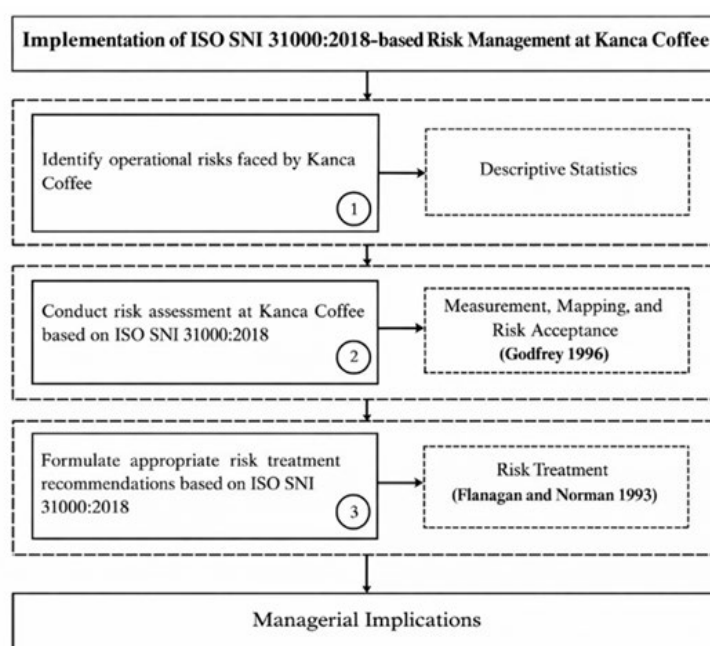 Implementation of ISO SNI 31000:2018-based Risk Management at Kanca Coffee
Identify operational risks faced by Kanca
Coffee
1
Descriptive Statistics
Conduct risk assessment at Kanca Coffee
based on ISO SNI 31000:2018
2
Measurement, Mapping, and
Risk Acceptance
(Godfrey 1996)
Formulate appropriate risk treatment
recommendations based on ISO SNI
31000:2018
3
Risk Treatment
(Flanagan and Norman 1993)
Managerial Implications